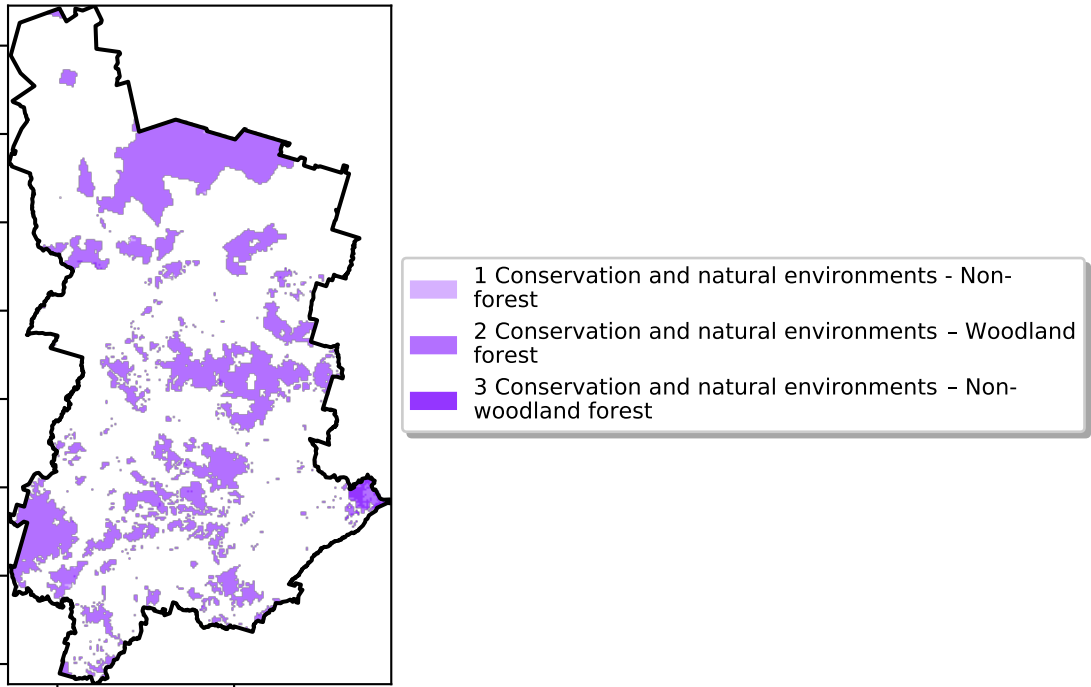 1 Conservation and natural environments - Non-
forest
2 Conservation and natural environments – Woodland
forest
3 Conservation and natural environments – Non-
woodland forest